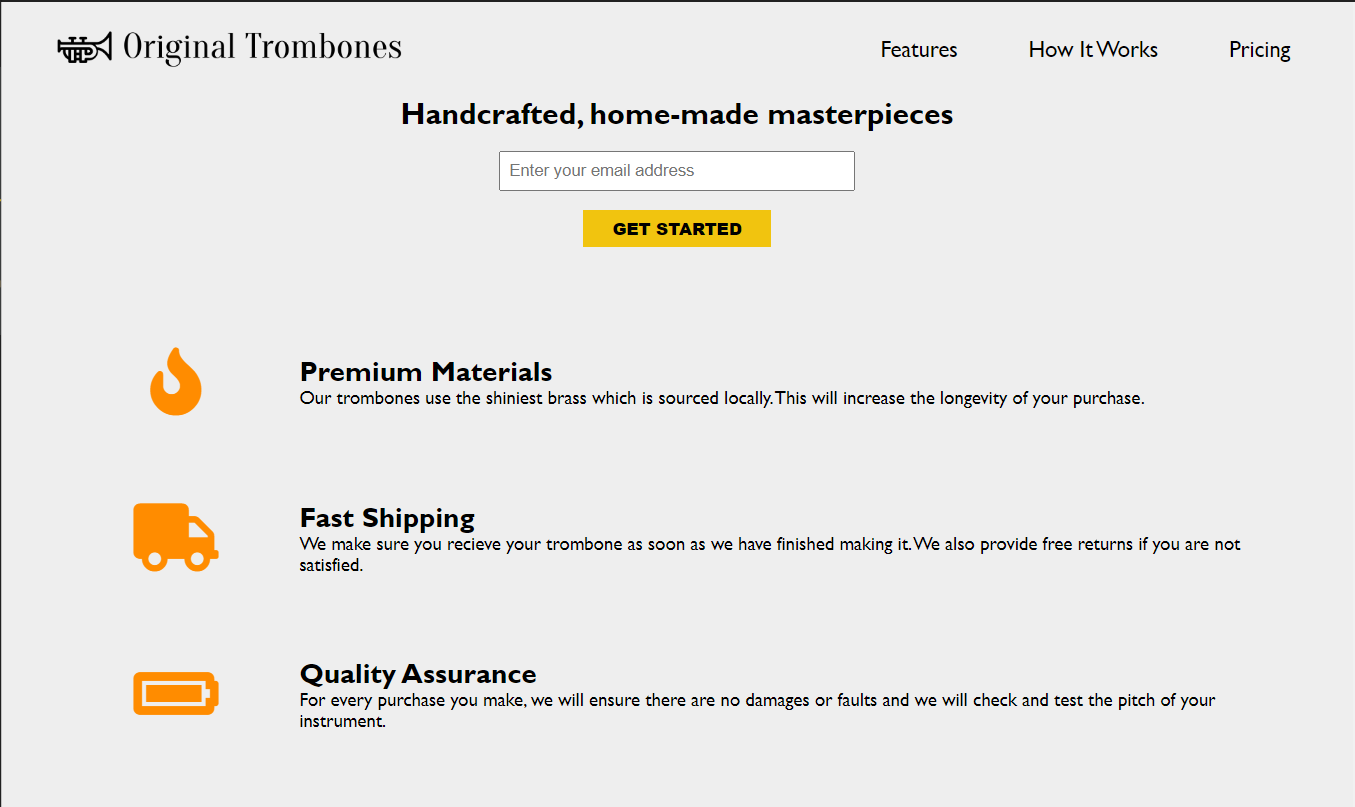 Original Trombones
Features
How It Works
Pricing
Handcrafted, home-made masterpieces
Enter your email address
GET STARTED
Premium Materials
Our trombones use the shiniest brass which is sourced locally. This will increase the longevity of your purchase.
Fast Shipping
We make sure you recieve your trombone as soon as we have finished making it. We also provide free returns if you are not
satisfied.
Quality Assurance
For every purchase you make, we will ensure there are no damages or faults and we will check and test the pitch of your
instrument.